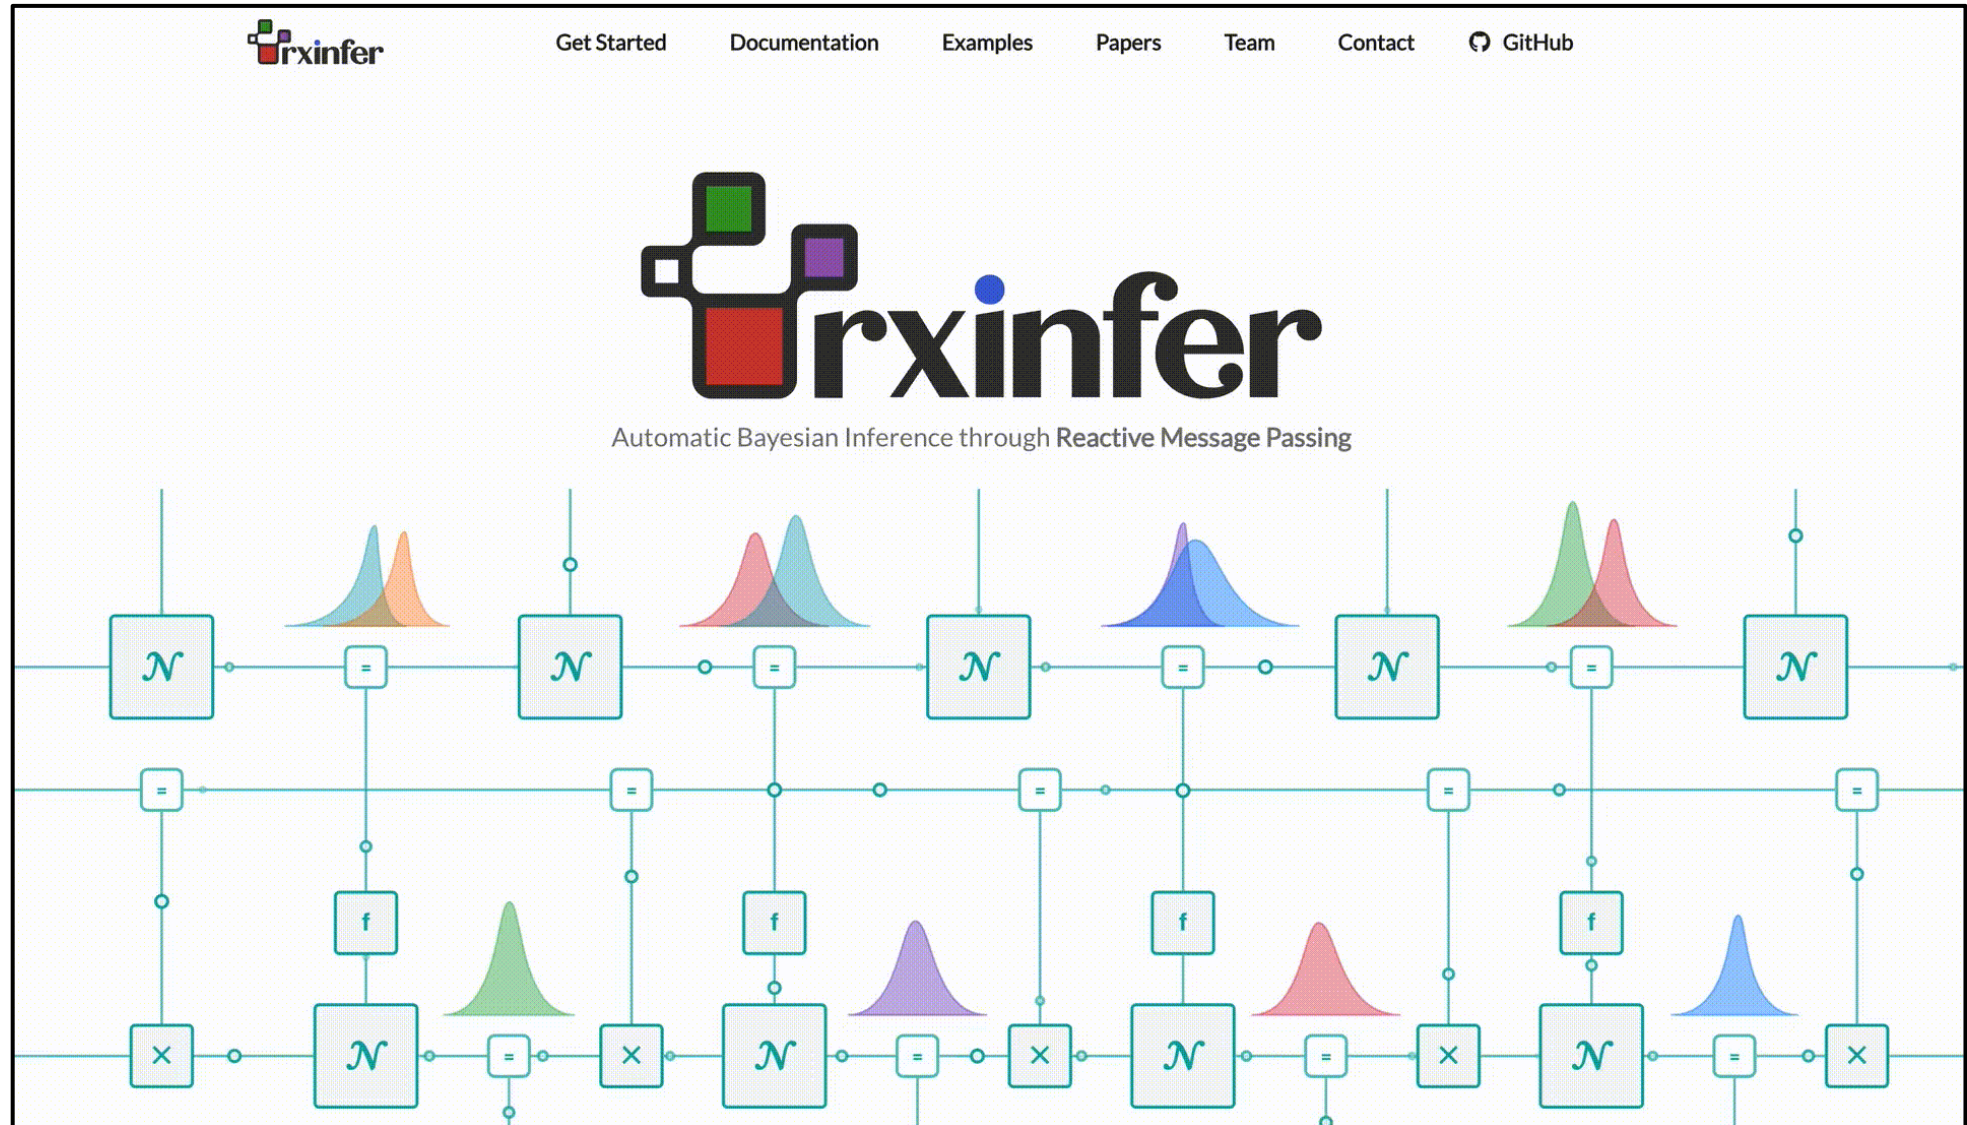 rxinfer Get Started Documentation Examples Papers Team Contact GitHub
rxinfer
Automatic Bayesian Inference through Reactive Message Passing
𝒩 = 𝒩 = 𝒩 = 𝒩 = 𝒩
= = = = =
f f f f
× 𝒩 = × 𝒩 = × 𝒩 = × 𝒩 = ×